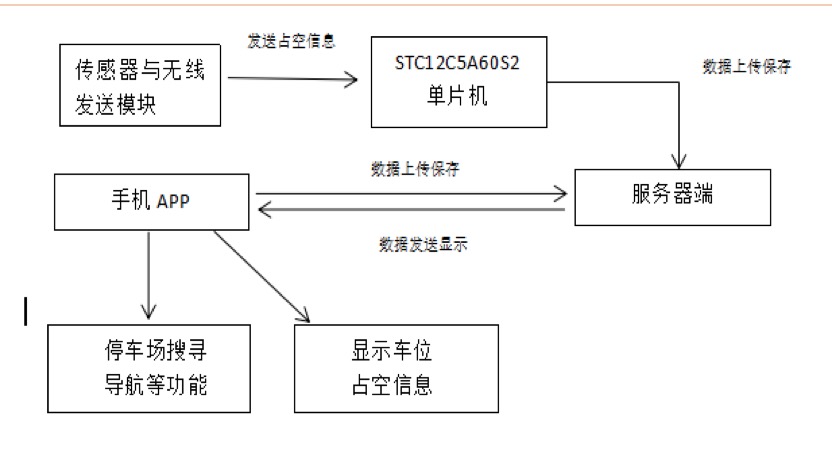 发送占空信息
传感器与无线
发送模块
STC12C5A60S2
单片机
数据上传保存
数据上传保存
手机 APP
服务器端
数据发送显示
停车场搜寻
导航等功能
显示车位
占空信息